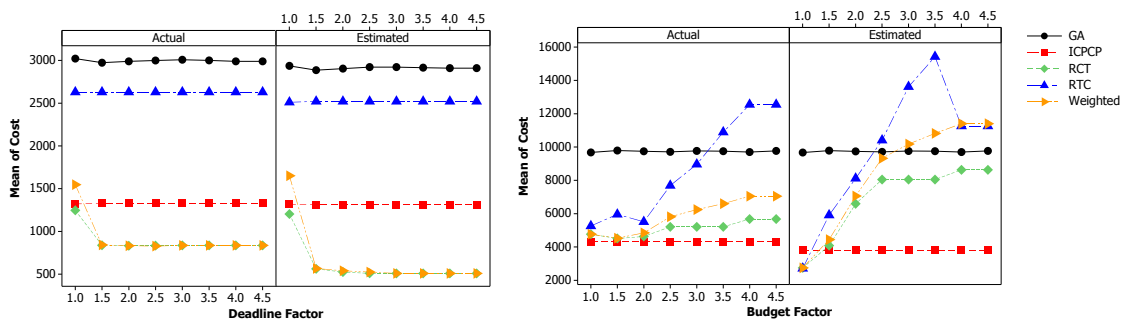 1.0 1.5 2.0 2.5 3.0 3.5 4.0 4.5
Actual Estimated
3000
2500
2000
1500
1000
500
Mean of Cost
1.0 1.5 2.0 2.5 3.0 3.5 4.0 4.5
Deadline Factor
1.0 1.5 2.0 2.5 3.0 3.5 4.0 4.5
Actual Estimated
16000
14000
12000
10000
8000
6000
4000
2000
Mean of Cost
1.0 1.5 2.0 2.5 3.0 3.5 4.0 4.5
Budget Factor
GA
ICPCP
RCT
RTC
Weighted